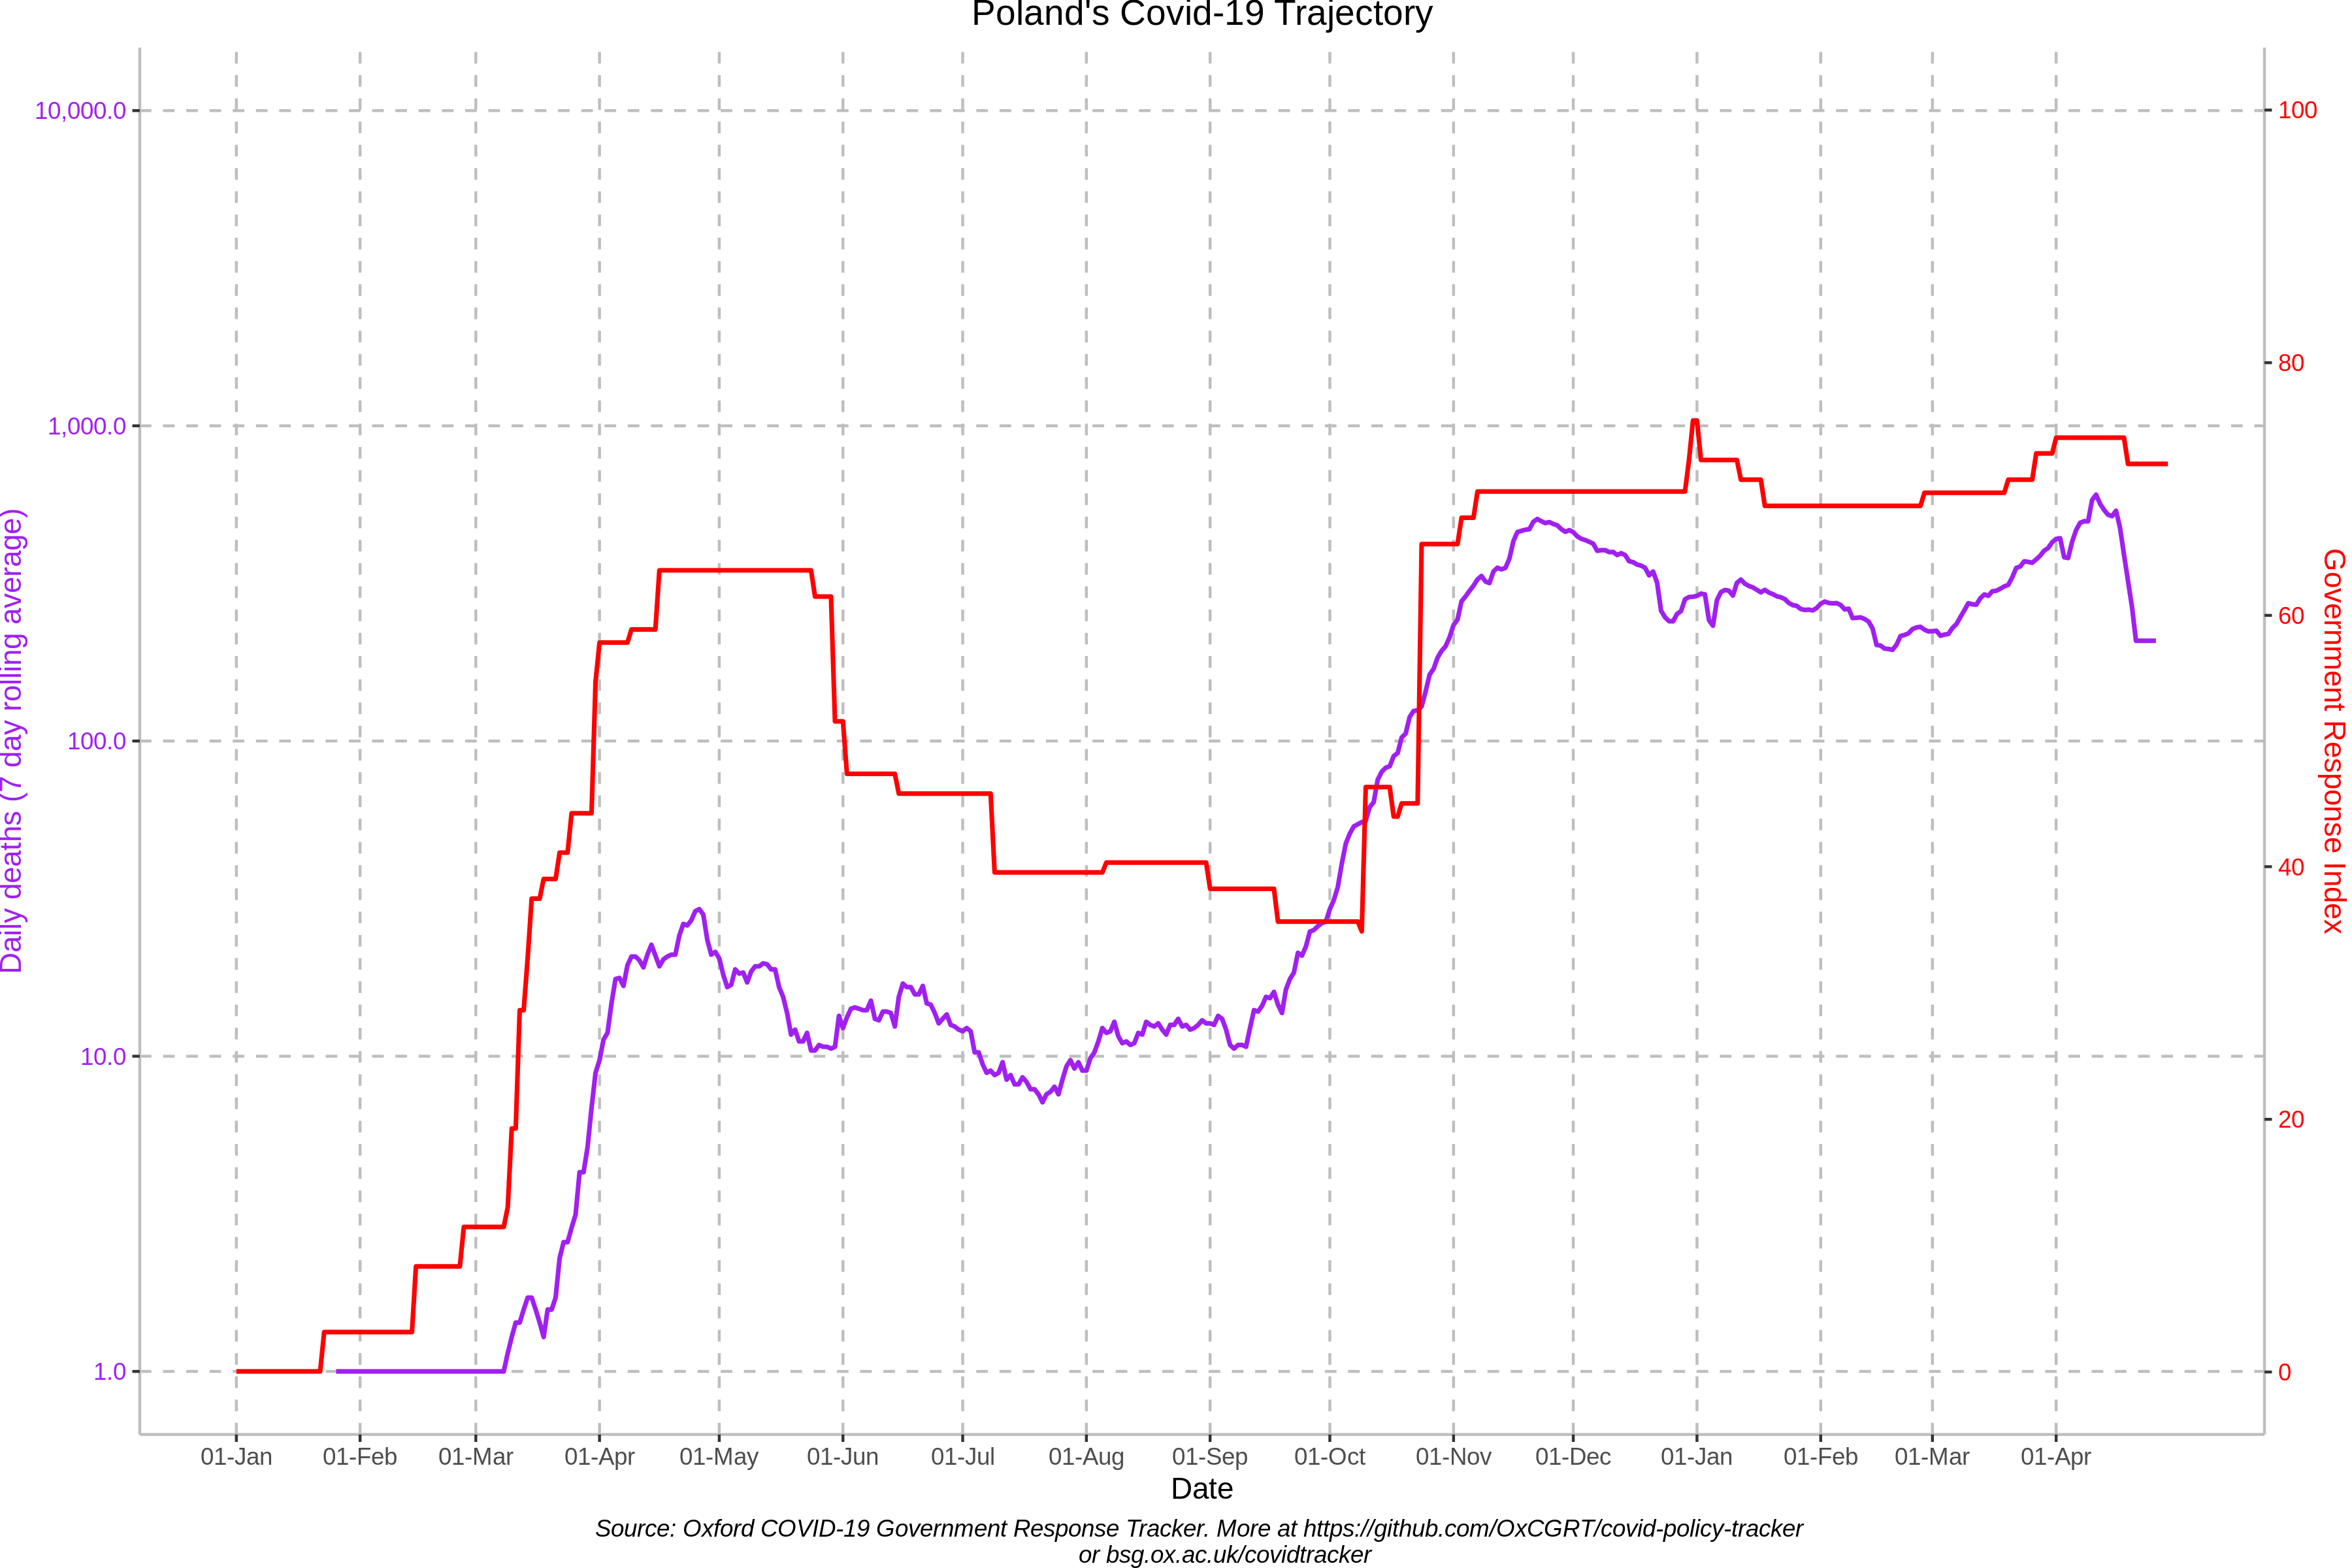 Poland's Covid-19 Trajectory
10,000.0
1,000.0
100.0
10.0
1.0
Daily deaths (7 day rolling average)
100
80
60
40
20
0
Government Response Index
01-Jan 01-Feb 01-Mar 01-Apr 01-May 01-Jun 01-Jul 01-Aug 01-Sep 01-Oct 01-Nov 01-Dec 01-Jan 01-Feb 01-Mar 01-Apr
Date
Source: Oxford COVID-19 Government Response Tracker. More at https://github.com/OxCGRT/covid-policy-tracker
or bsg.ox.ac.uk/covidtracker